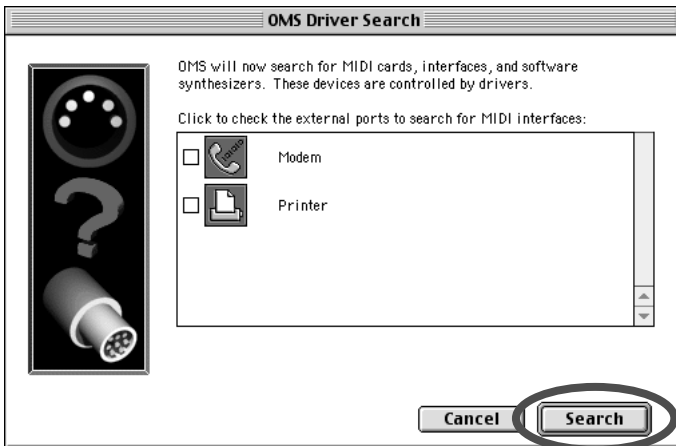 OMS Driver Search
OMS will now search for MIDI cards, interfaces, and software
synthesizers. These devices are controlled by drivers.
Click to check the external ports to search for MIDI interfaces:
Modem
Printer
Cancel
Search